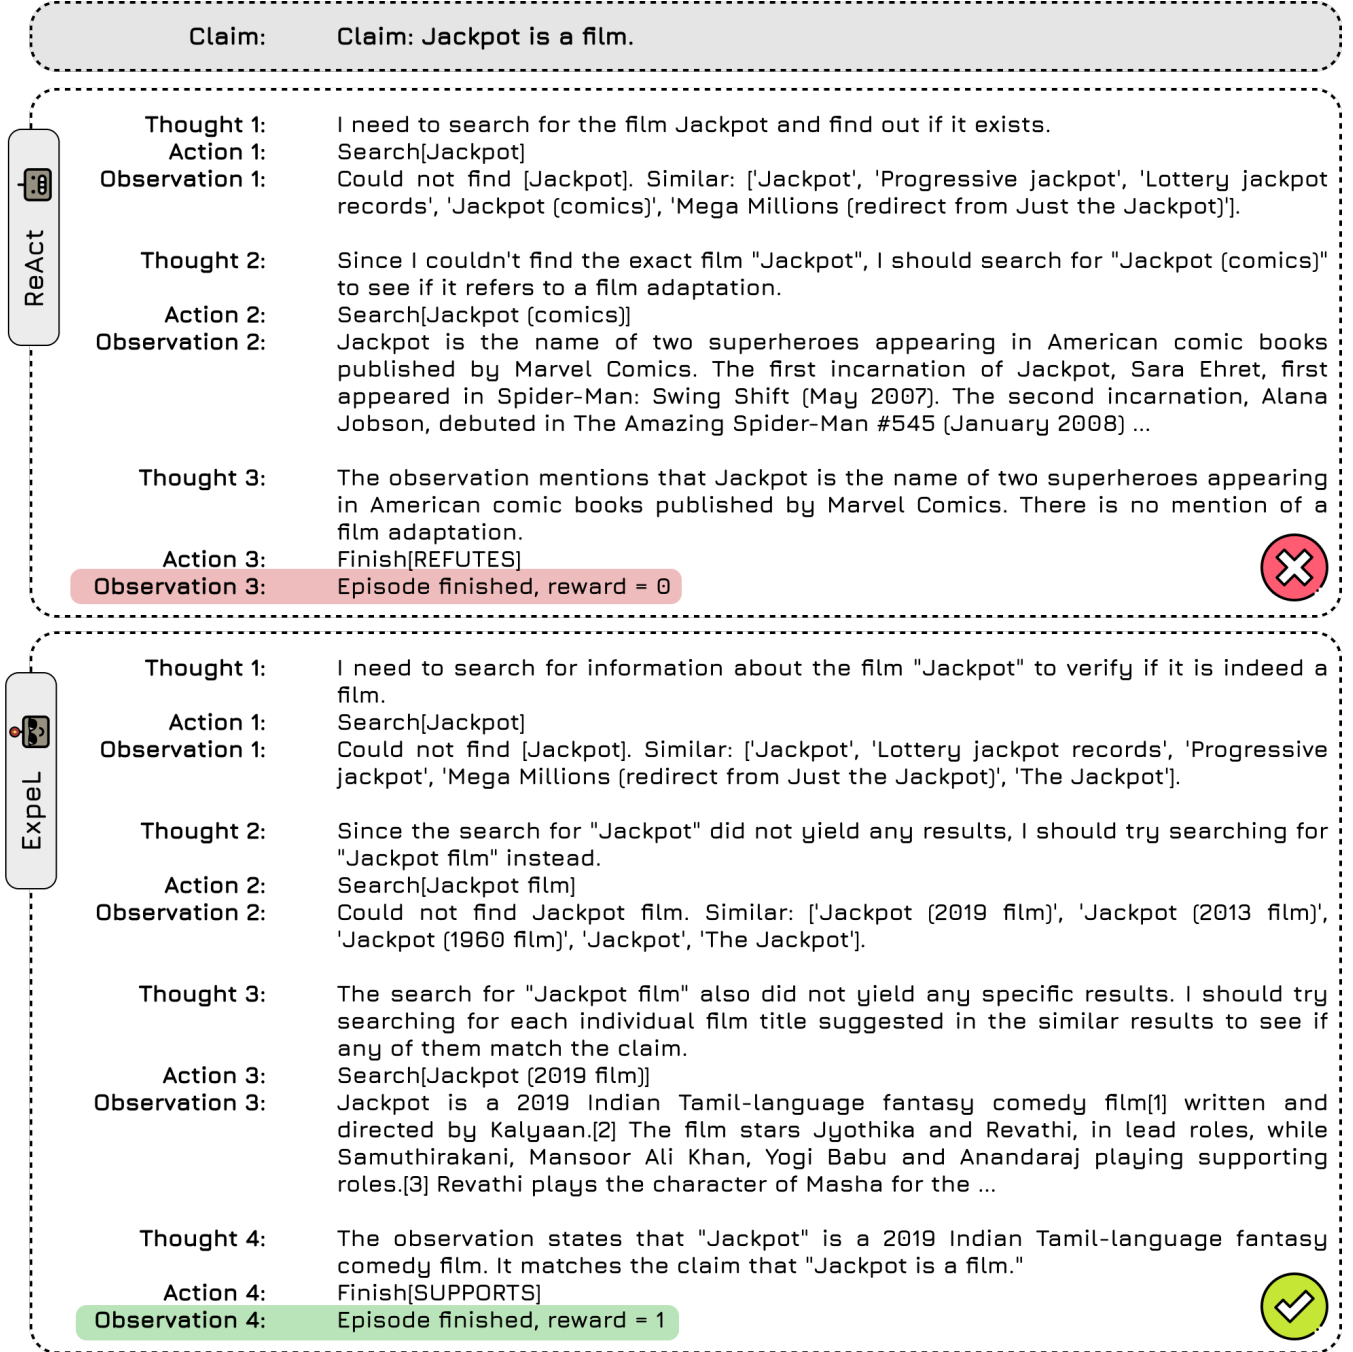 Claim: Claim: Jackpot is a film.
ReAct
Thought 1: I need to search for the film Jackpot and find out if it exists.
Action 1: Search[Jackpot]
Observation 1: Could not find [Jackpot]. Similar: ['Jackpot', 'Progressive jackpot', 'Lottery jackpot
records', 'Jackpot (comics)', 'Mega Millions (redirect from Just the Jackpot)'].
Thought 2: Since I couldn't find the exact film "Jackpot", I should search for "Jackpot (comics)"
to see if it refers to a film adaptation.
Action 2: Search[Jackpot (comics)]
Observation 2: Jackpot is the name of two superheroes appearing in American comic books
published by Marvel Comics. The first incarnation of Jackpot, Sara Ehret, first
appeared in Spider-Man: Swing Shift (May 2007). The second incarnation, Alana
Jobson, debuted in The Amazing Spider-Man #545 (January 2008) ...
Thought 3: The observation mentions that Jackpot is the name of two superheroes appearing
in American comic books published by Marvel Comics. There is no mention of a
film adaptation.
Action 3: Finish[REFUTES]
Observation 3: Episode finished, reward = 0
ExpeL
Thought 1: I need to search for information about the film "Jackpot" to verify if it is indeed a
film.
Action 1: Search[Jackpot]
Observation 1: Could not find [Jackpot]. Similar: ['Jackpot', 'Lottery jackpot records', 'Progressive
jackpot', 'Mega Millions (redirect from Just the Jackpot)', 'The Jackpot'].
Thought 2: Since the search for "Jackpot" did not yield any results, I should try searching for
"Jackpot film" instead.
Action 2: Search[Jackpot film]
Observation 2: Could not find Jackpot film. Similar: ['Jackpot (2019 film)', 'Jackpot (2013 film)',
'Jackpot (1960 film)', 'Jackpot', 'The Jackpot'].
Thought 3: The search for "Jackpot film" also did not yield any specific results. I should try
searching for each individual film title suggested in the similar results to see if
any of them match the claim.
Action 3: Search[Jackpot (2019 film)]
Observation 3: Jackpot is a 2019 Indian Tamil-language fantasy comedy film[1] written and
directed by Kalyaan.[2] The film stars Jyothika and Revathi, in lead roles, while
Samuthirakani, Mansoor Ali Khan, Yogi Babu and Anandaraj playing supporting
roles.[3] Revathi plays the character of Masha for the ...
Thought 4: The observation states that "Jackpot" is a 2019 Indian Tamil-language fantasy
comedy film. It matches the claim that "Jackpot is a film."
Action 4: Finish[SUPPORTS]
Observation 4: Episode finished, reward = 1